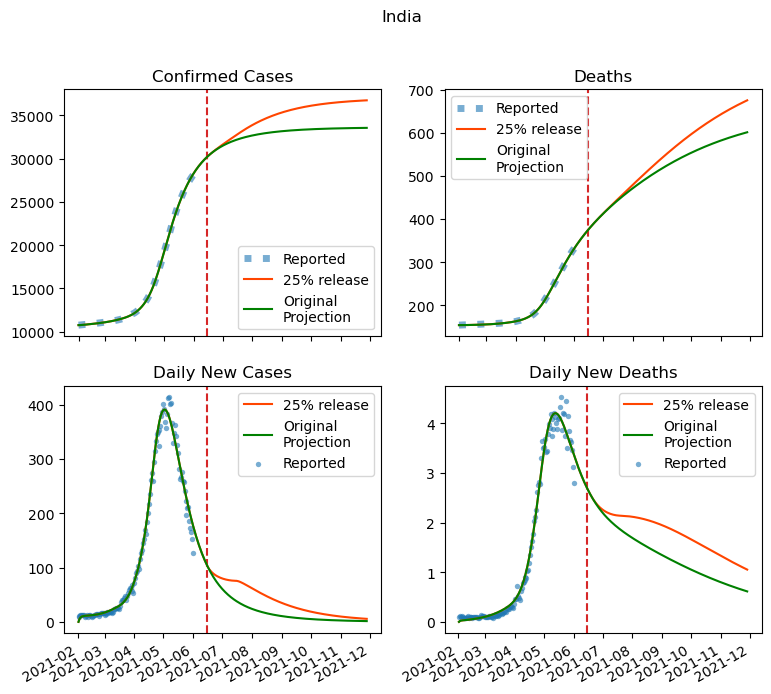 India
Confirmed Cases
35000
30000
25000
20000
15000
10000
Reported
25% release
Original
Projection
Deaths
700
600
500
400
300
200
Reported
25% release
Original
Projection
Daily New Cases
400
300
200
100
0
25% release
Original
Projection
Reported
2021-02
2021-03
2021-04
2021-05
2021-06
2021-07
2021-08
2021-09
2021-10
2021-11
2021-12
Daily New Deaths
4
3
2
1
0
25% release
Original
Projection
Reported
2021-02
2021-03
2021-04
2021-05
2021-06
2021-07
2021-08
2021-09
2021-10
2021-11
2021-12